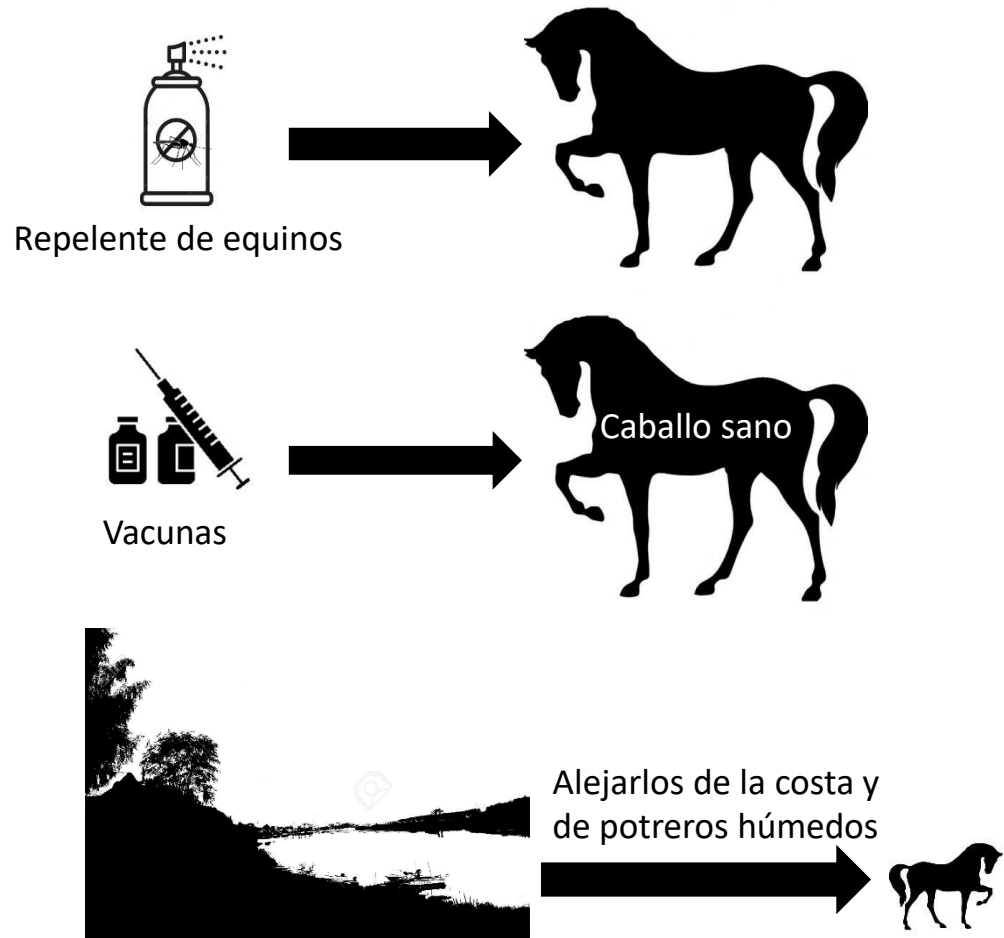 Repelente de equinos
Caballo sano
Vacunas
Alejarlos de la costa y
de potreros húmedos